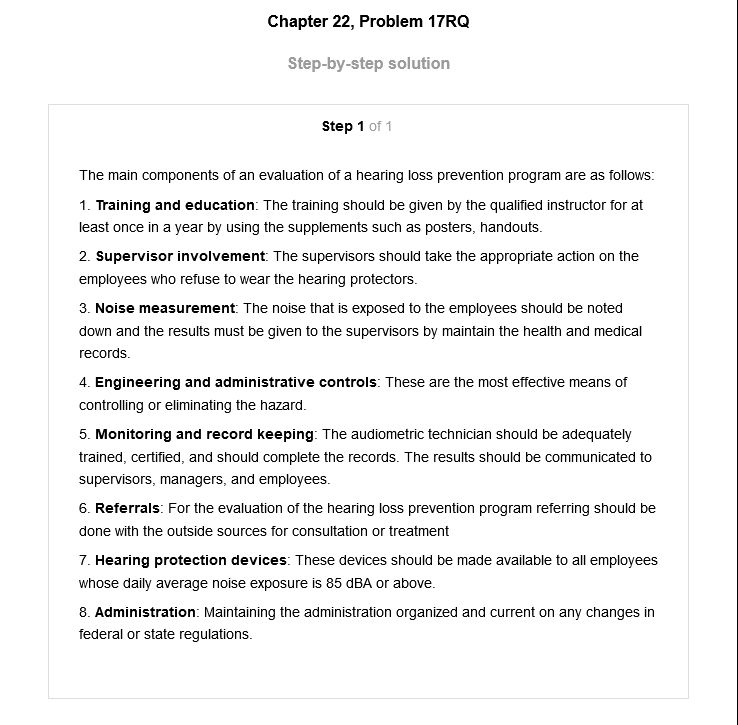 Chapter 22, Problem 17RQ
Step-by-step solution
Step 1 of 1
The main components of an evaluation of a hearing loss prevention program are as follows:
1. Training and education: The training should be given by the qualified instructor for at
least once in a year by using the supplements such as posters, handouts.
2. Supervisor involvement: The supervisors should take the appropriate action on the
employees who refuse to wear the hearing protectors.
3. Noise measurement: The noise that is exposed to the employees should be noted
down and the results must be given to the supervisors by maintain the health and medical
records.
4. Engineering and administrative controls: These are the most effective means of
controlling or eliminating the hazard.
5. Monitoring and record keeping: The audiometric technician should be adequately
trained, certified, and should complete the records. The results should be communicated to
supervisors, managers, and employees.
6. Referrals: For the evaluation of the hearing loss prevention program referring should be
done with the outside sources for consultation or treatment
7. Hearing protection devices: These devices should be made available to all employees
whose daily average noise exposure is 85 dBA or above.
8. Administration: Maintaining the administration organized and current on any changes in
federal or state regulations.